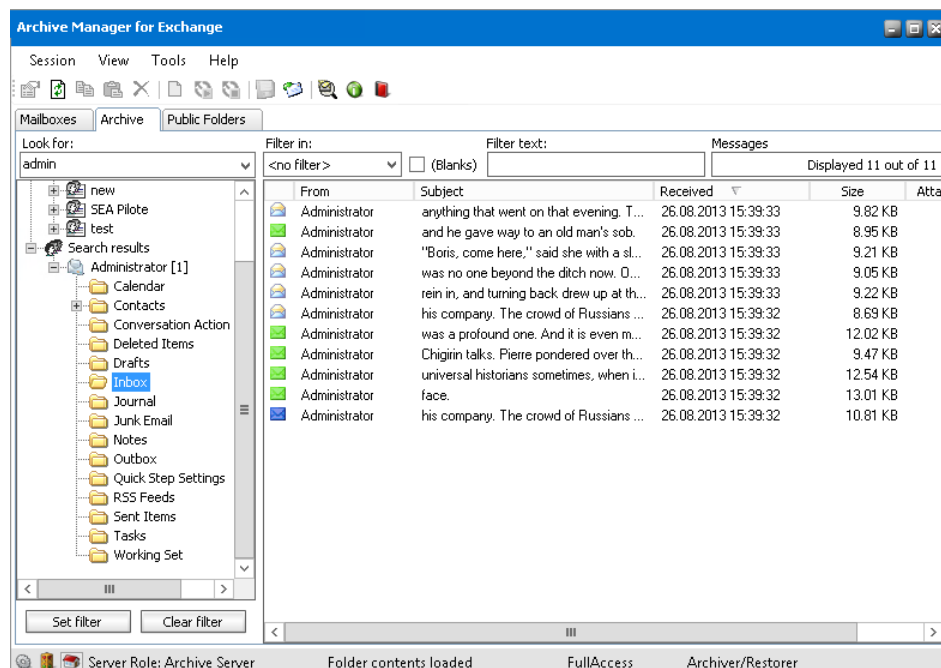 Archive Manager for Exchange
Session View Tools Help
Mailboxes Archive Public Folders
Look for: Filter in: Filter text: Messages
admin <no filter> (Blanks) Displayed 11 out of 11
new
SEA Pilote
test
Search results
Administrator [1]
Calendar
Contacts
Conversation Action
Deleted Items
Drafts
Inbox
Journal
Junk Email
Notes
Outbox
Quick Step Settings
RSS Feeds
Sent Items
Tasks
Working Set
Set filter Clear filter
From Subject Received Size Atta
Administrator anything that went on that evening. T... 26.08.2013 15:39:33 9.82 KB
Administrator and he gave way to an old man's sob. 26.08.2013 15:39:33 8.95 KB
Administrator "Boris, come here," said she with a sl... 26.08.2013 15:39:33 9.21 KB
Administrator was no one beyond the ditch now. O... 26.08.2013 15:39:33 9.05 KB
Administrator rein in, and turning back drew up at th... 26.08.2013 15:39:33 9.22 KB
Administrator his company. The crowd of Russians ... 26.08.2013 15:39:32 8.69 KB
Administrator was a profound one. And it is even m... 26.08.2013 15:39:32 12.02 KB
Administrator Chigirin talks. Pierre pondered over th... 26.08.2013 15:39:32 9.47 KB
Administrator universal historians sometimes, when i... 26.08.2013 15:39:32 12.54 KB
Administrator face. 26.08.2013 15:39:32 13.01 KB
Administrator his company. The crowd of Russians ... 26.08.2013 15:39:32 10.81 KB
Server Role: Archive Server Folder contents loaded FullAccess Archiver/Restorer